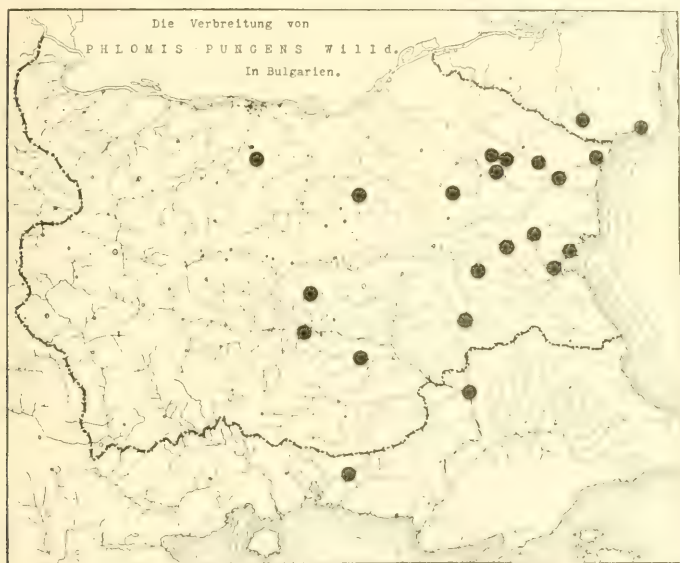 Die Verbreitung von
PHLOMIS PUNGENS Willd.
In Bulgarien.